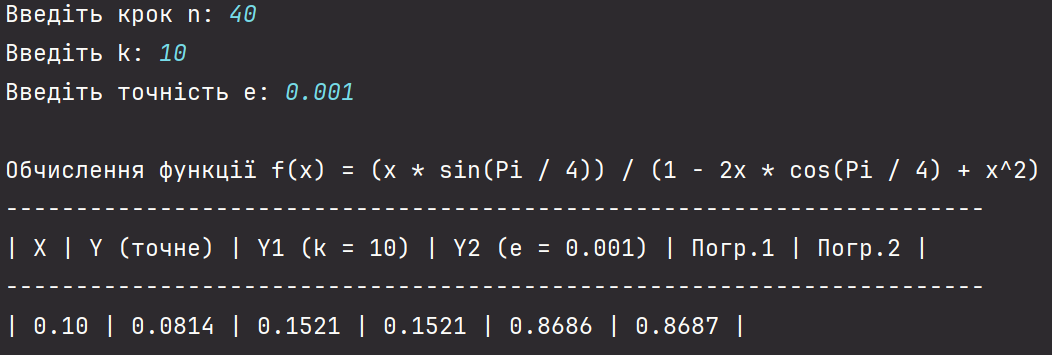 Введіть крок n: 40
Введіть k: 10
Введіть точність e: 0.001
Обчислення функції f(x) = (x * sin(Pi / 4)) / (1 - 2x * cos(Pi / 4) + x^2)
----------------------------------------------------------------------
| X | Y (точне) | Y1 (k = 10) | Y2 (e = 0.001) | Погр.1 | Погр.2 |
----------------------------------------------------------------------
| 0.10 | 0.0814 | 0.1521 | 0.1521 | 0.8686 | 0.8687 |